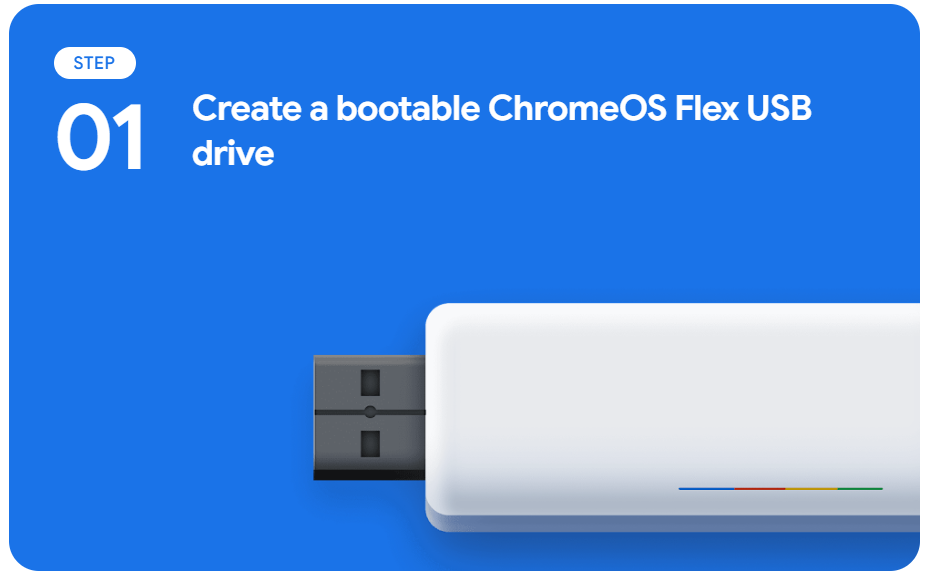 STEP
01
Create a bootable ChromeOS Flex USB
drive